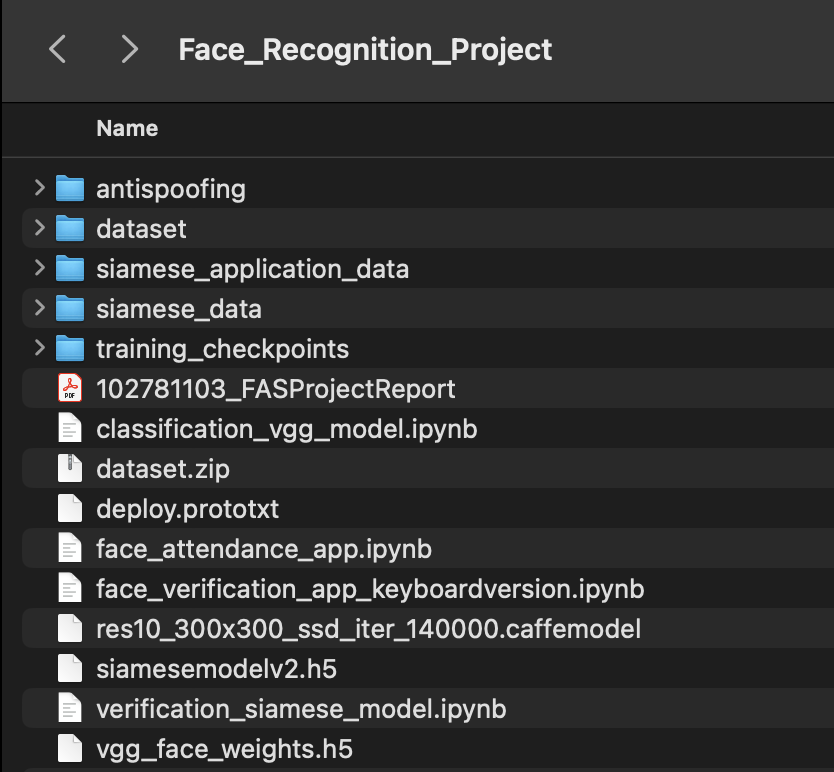 Face_Recognition_Project
Name
antispoofing
dataset
siamese_application_data
siamese_data
training_checkpoints
PDF
102781103_FASProjectReport
classification_vgg_model.ipynb
dataset.zip
deploy.prototxt
face_attendance_app.ipynb
face_verification_app_keyboardversion.ipynb
res10_300x300_ssd_iter_140000.caffemodel
siamesemodelv2.h5
verification_siamese_model.ipynb
vgg_face_weights.h5